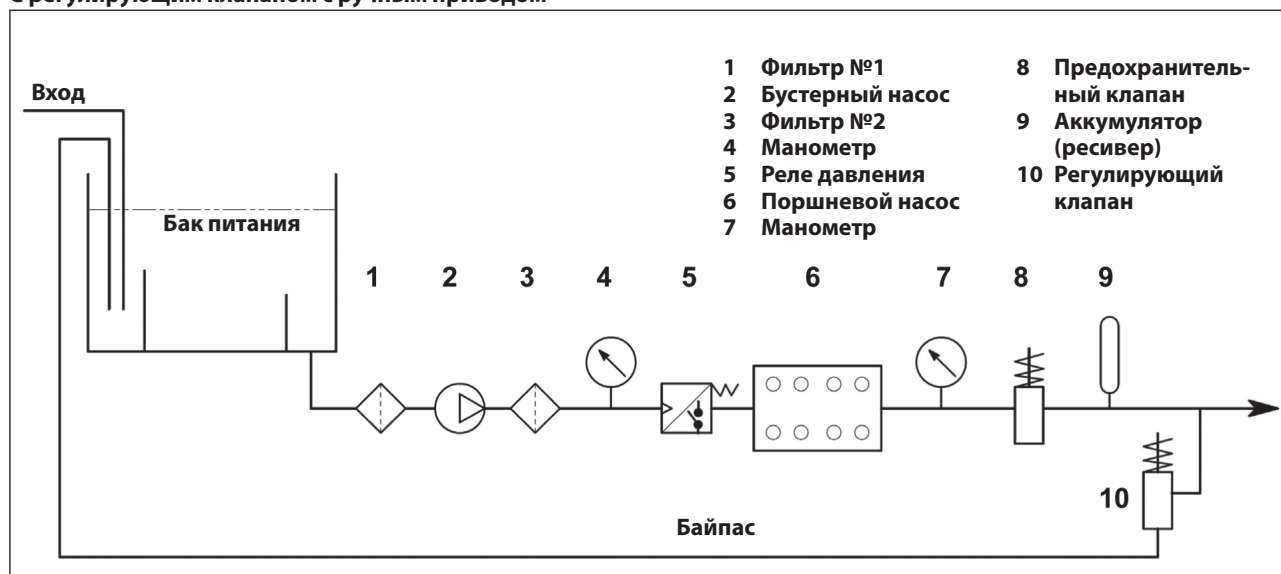 с регулирующим клапаном с ручным приводом
1 Фильтр №1
2 Бустерный насос
3 Фильтр №2
4 Манометр
5 Реле давления
6 Поршневой насос
7 Манометр
8 Предохранитель-
ный клапан
9 Аккумулятор
(ресивер)
10 Регулирующий
клапан
Вход
Бак питания
1 2 3 4 5 6 7 8 9
10
Байпас